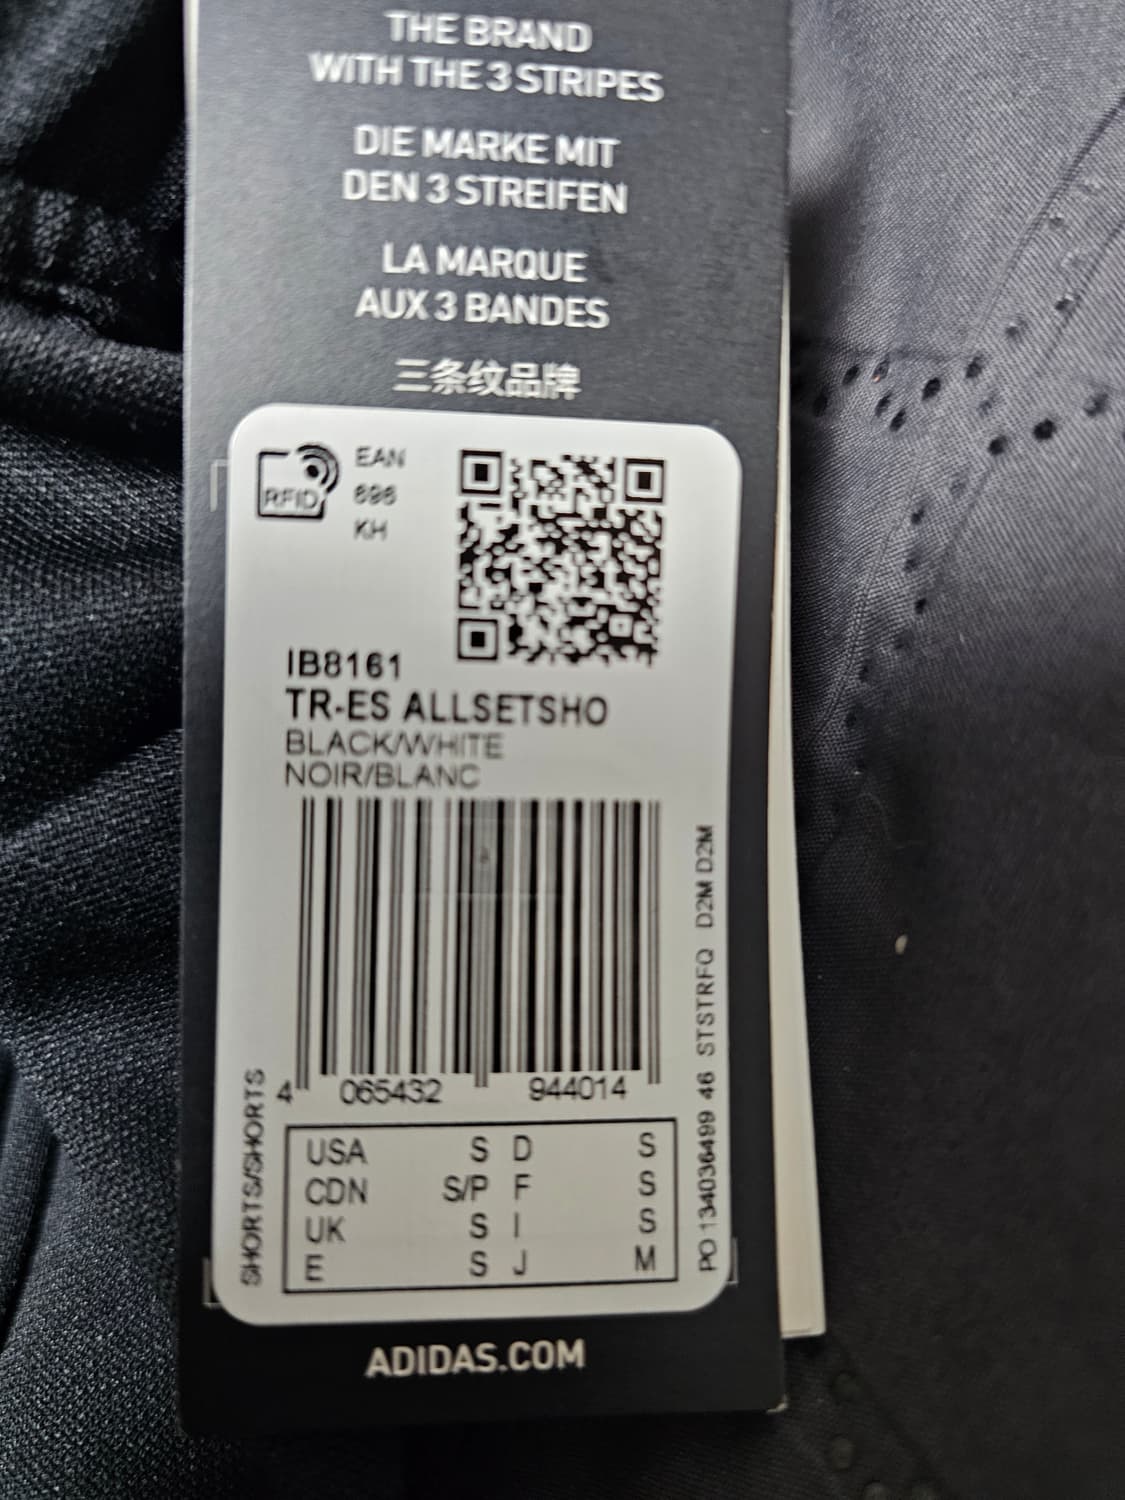 THE BRAND
WITH THE 3 STRIPES
DIE MARKE MIT
DEN 3 STREIFEN
LA MARQUE
AUX 3 BANDES
三条纹品牌
RFID
EAN
696
KH
IB8161
TR-ES ALLSETSHO
BLACK/WHITE
NOIR/BLANC
4 065432 944014
SHORTS/SHORTS
PO 134036499 46 STSTRFQ D2M D2M
USA S D S
CDN S/P F S
UK S I S
E S J M
ADIDAS.COM